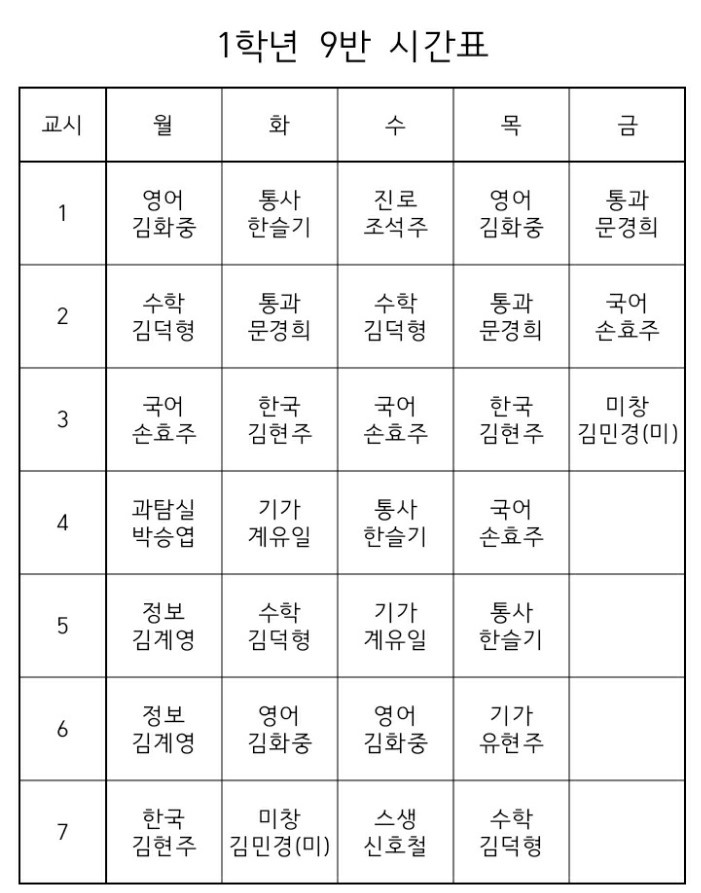 1학년 9반 시간표
교시 월 화 수 목 금
1 영어 통사 진로 영어 통과
김화중 한슬기 조석주 김화중 문경희
2 수학 통과 수학 통과 국어
김덕형 문경희 김덕형 문경희 손효주
3 국어 한국 국어 한국 미창
손효주 김현주 손효주 김현주 김민경(미)
4 과탐실 기가 통사 국어
박승엽 계유일 한슬기 손효주
5 정보 수학 기가 통사
김계영 김덕형 계유일 한슬기
6 정보 영어 영어 기가
김계영 김화중 김화중 유현주
7 한국 미창 스생 수학
김현주 김민경(미) 신호철 김덕형